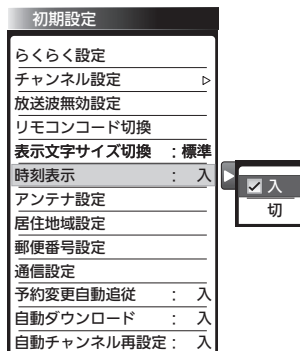 初期設定
らくらく設定
チャンネル設定 ▷
放送波無効設定
リモコンコード切換
表示文字サイズ切換 : 標準
時刻表示 : 入
アンテナ設定
居住地域設定
郵便番号設定
通信設定
予約変更自動追従 : 入
自動ダウンロード : 入
自動チャンネル再設定 : 入
入
切